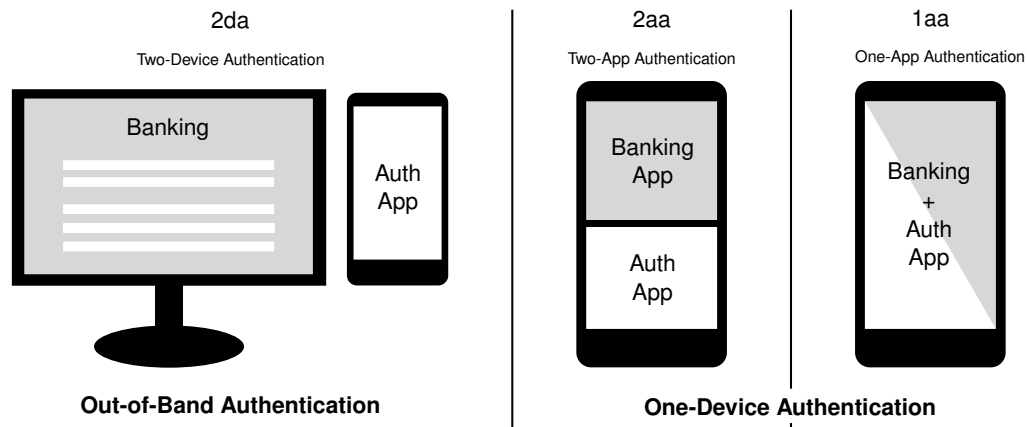 2da
Two-Device Authentication
Banking
Auth
App
Out-of-Band Authentication
2aa
Two-App Authentication
Banking
App
Auth
App
1aa
One-App Authentication
Banking
+
Auth
App
One-Device Authentication